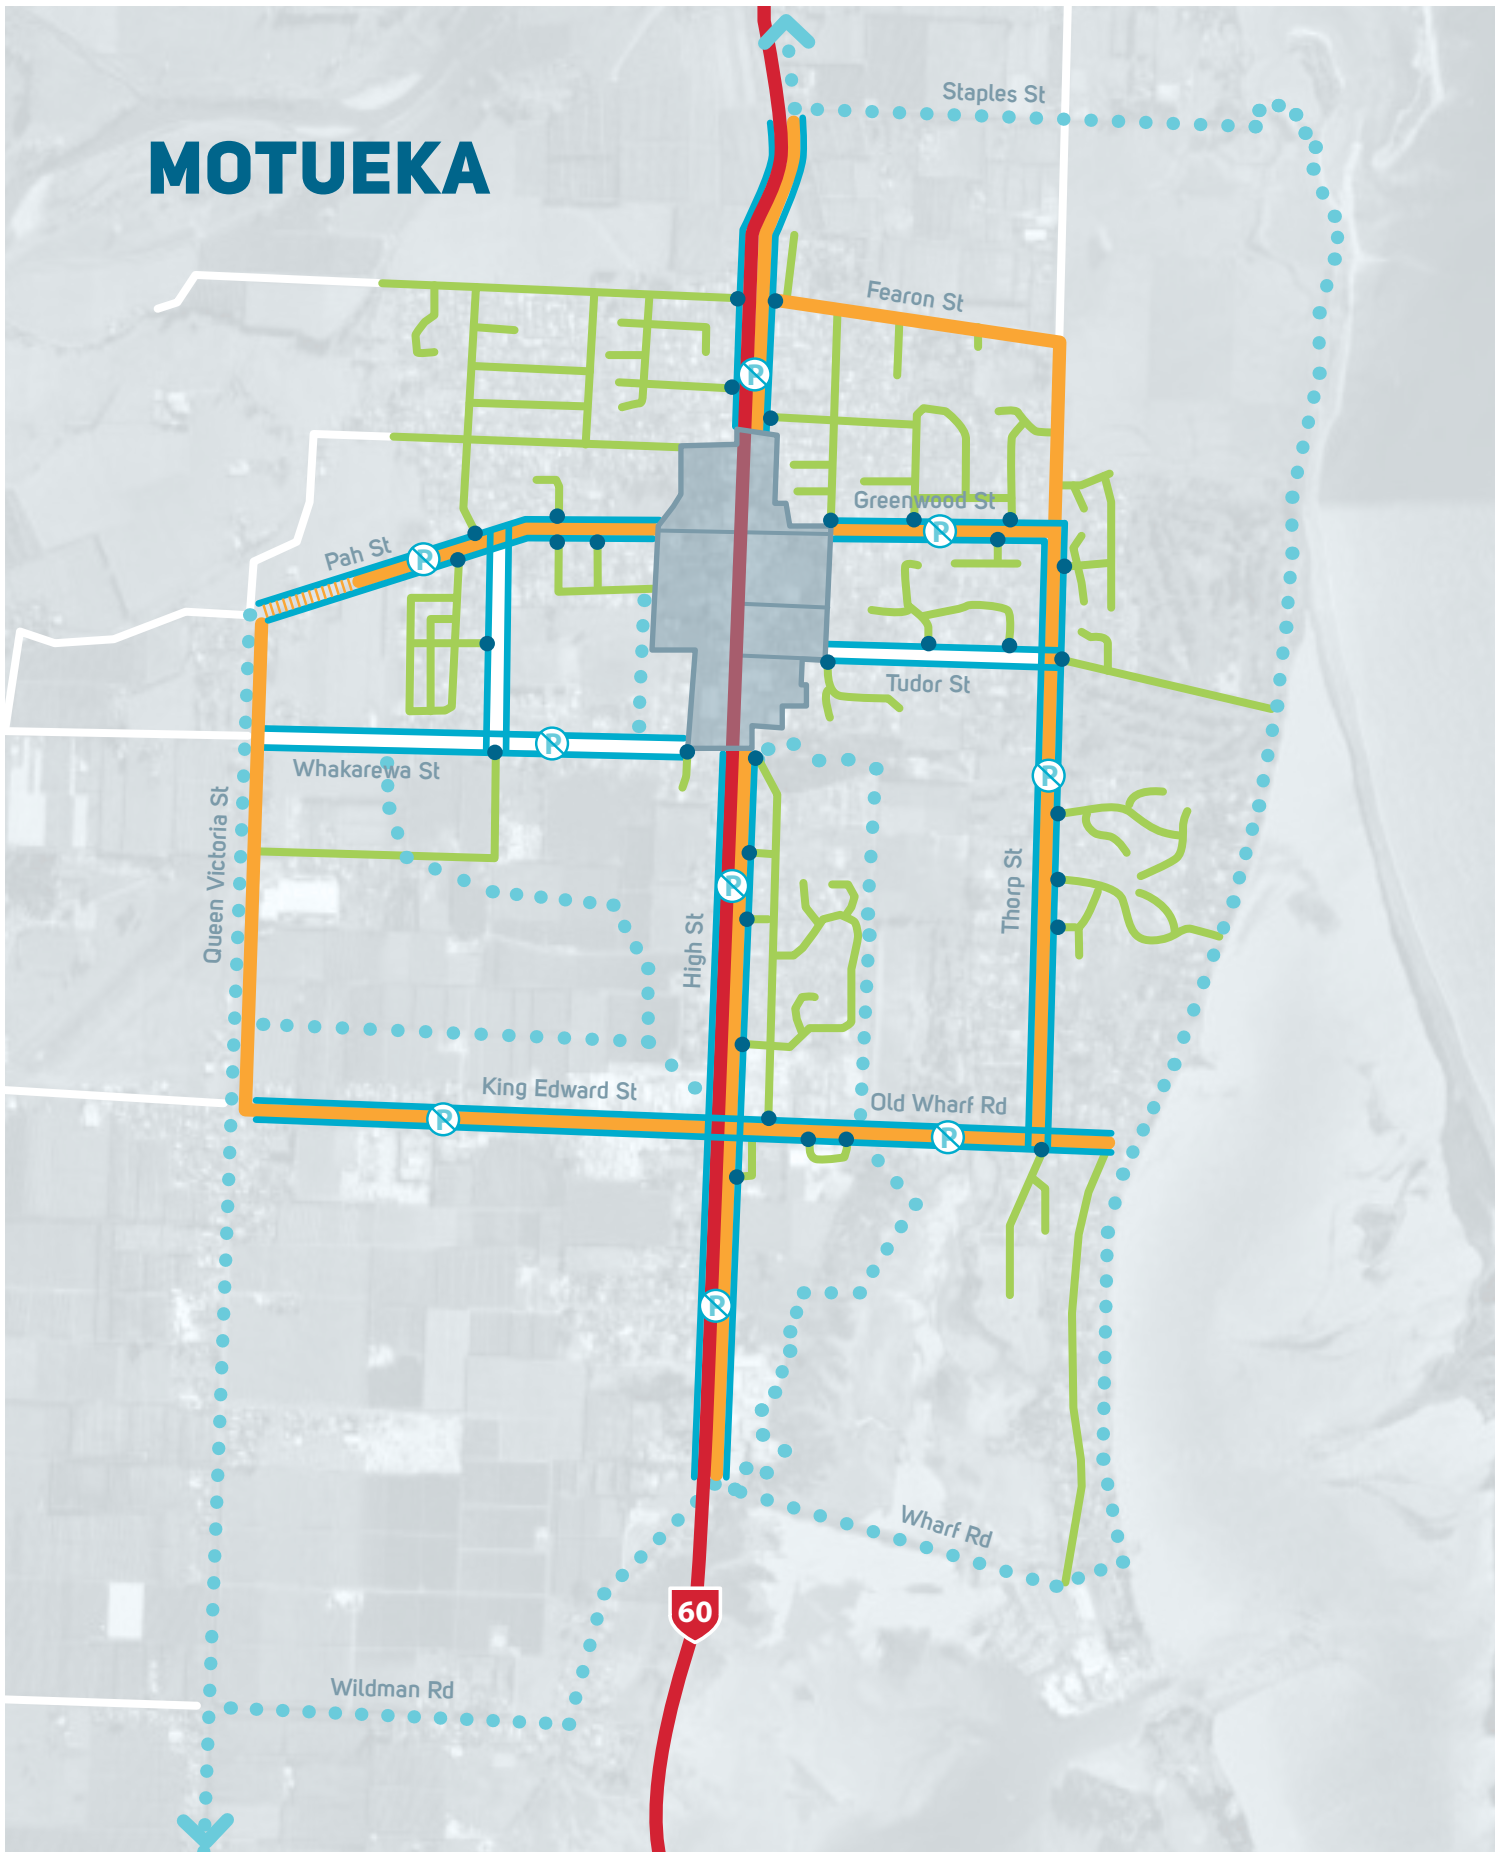 Staples St
MOTUEKA
Fearon St
P
Greenwood St
P
Pah St
P
Tudor St
P
Whakarewa St
P
Queen Victoria St
Thorp St
P
High St
King Edward St
Old Wharf Rd
P
P
P
Wharf Rd
60
Wildman Rd